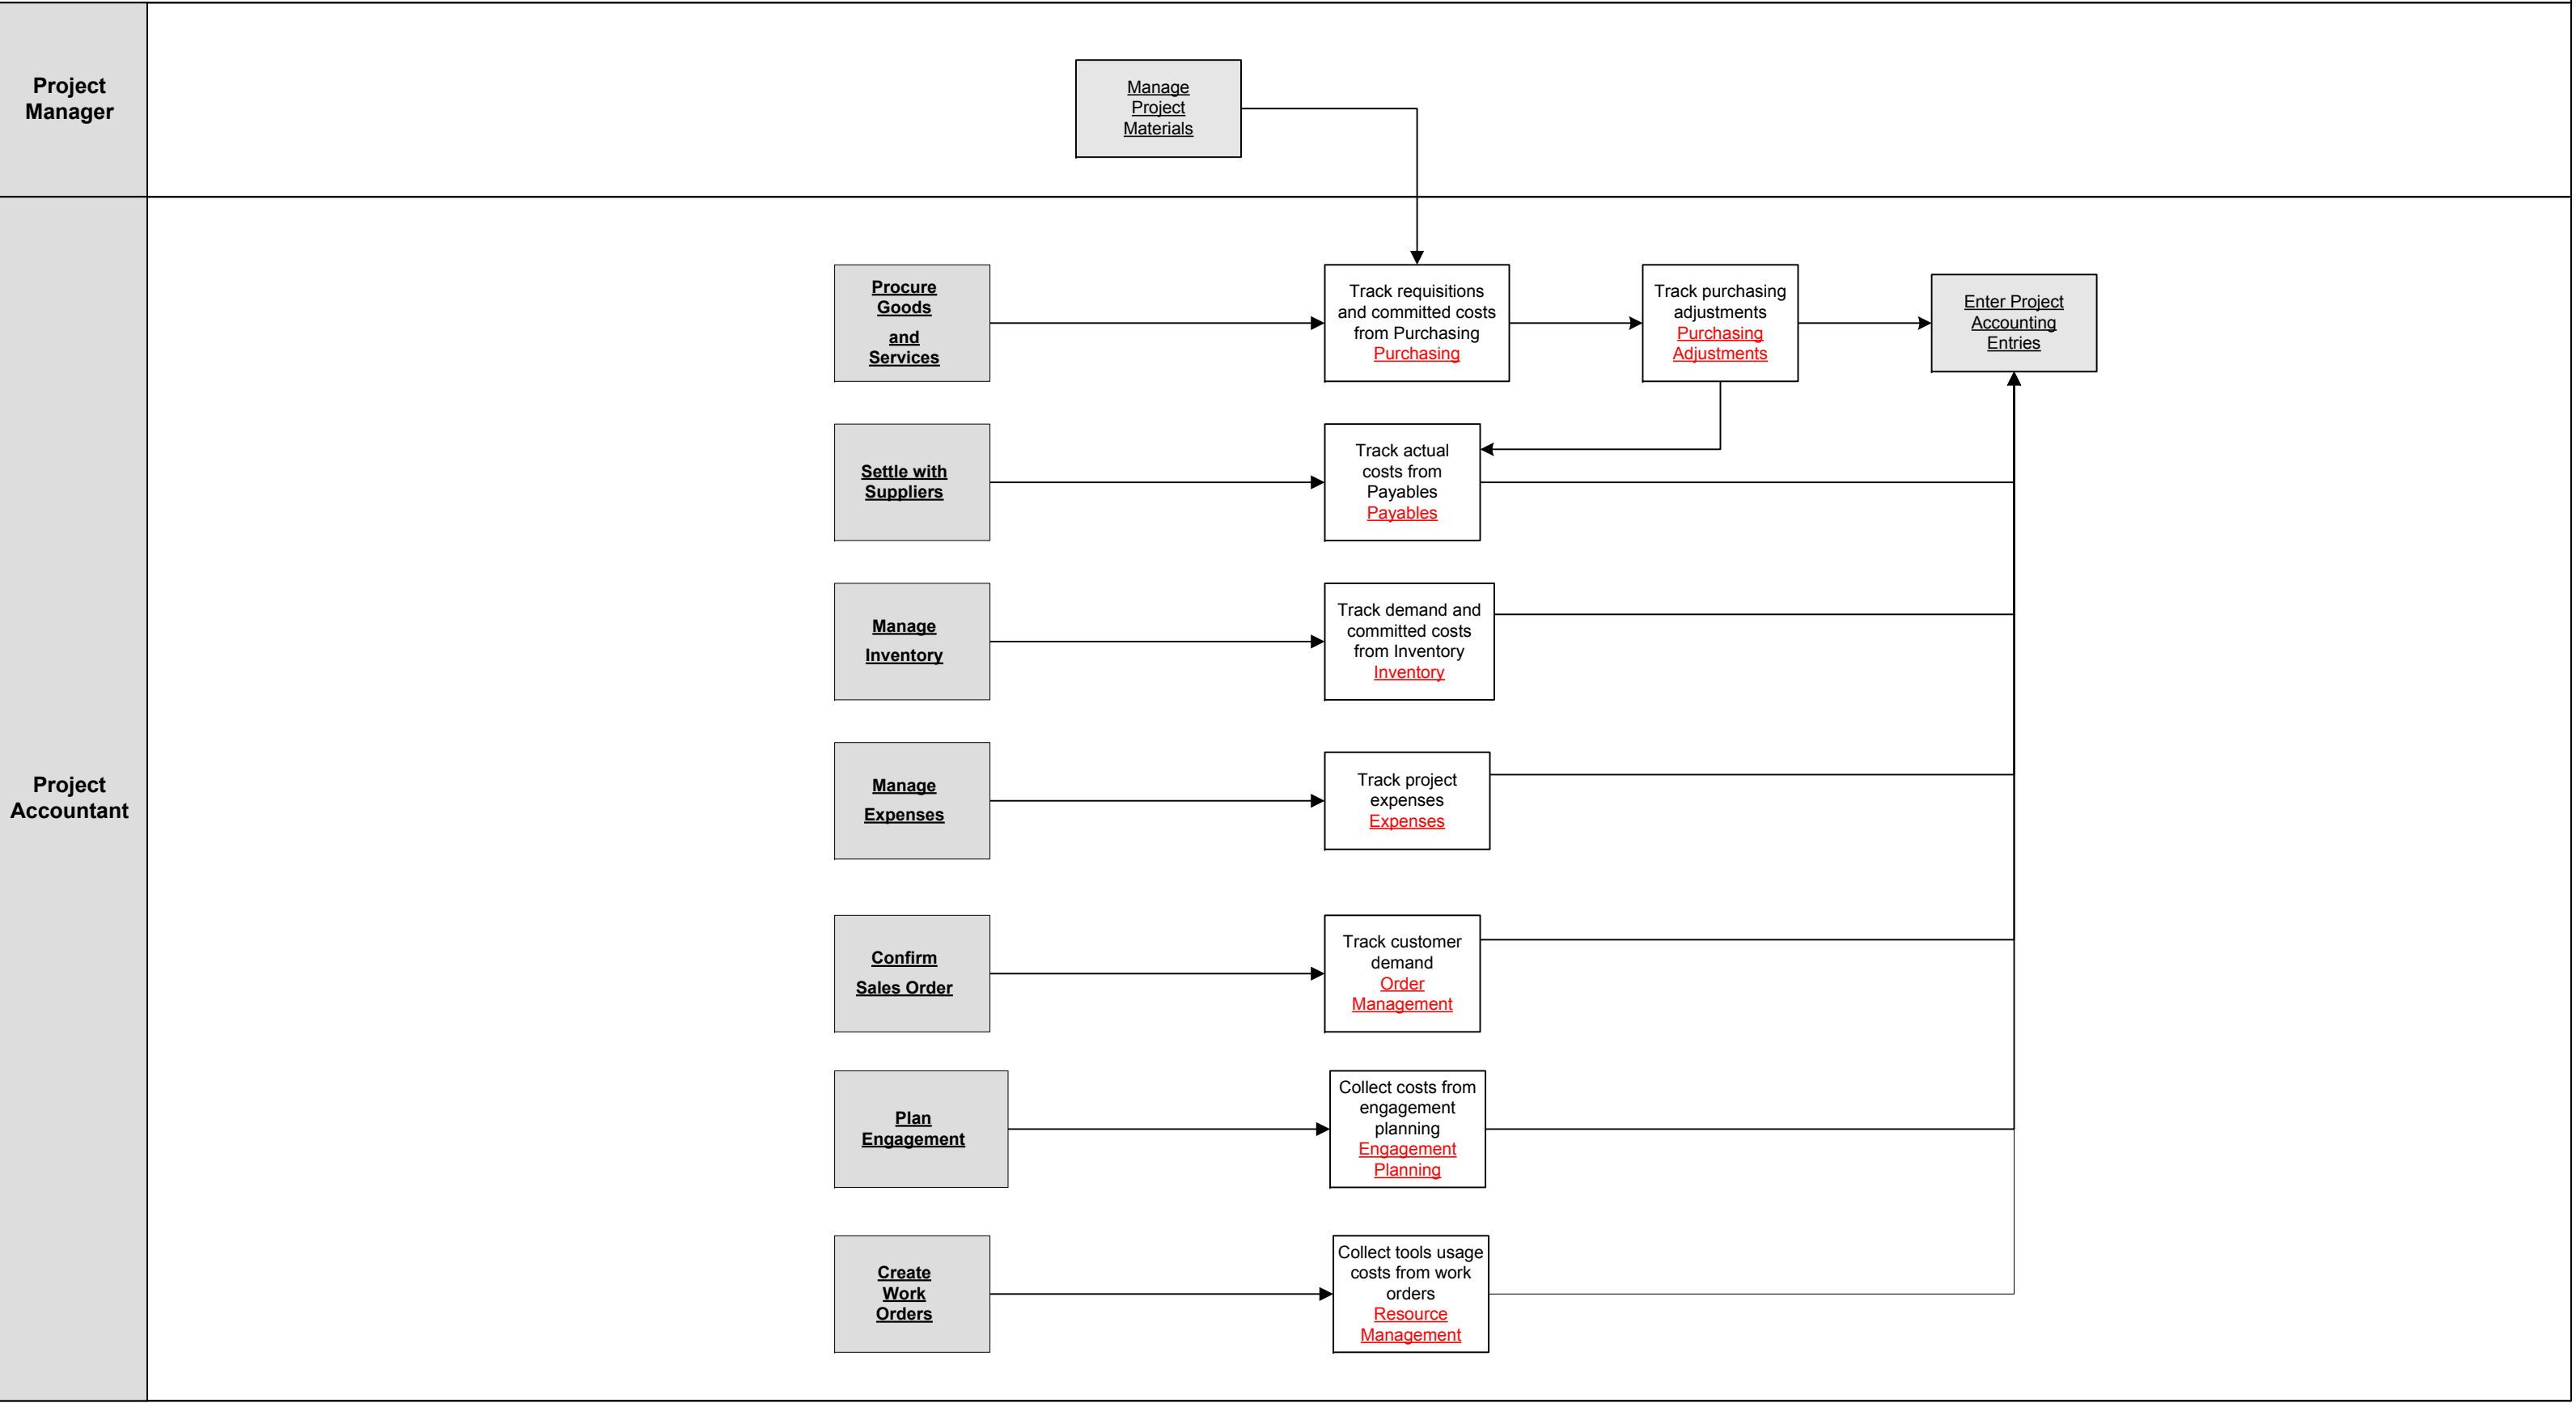 Project
Manager
Manage
Project
Materials
Project
Accountant
Procure
Goods
and
Services
Track requisitions
and committed costs
from Purchasing
Purchasing
Track purchasing
adjustments
Purchasing
Adjustments
Enter Project
Accounting
Entries
Settle with
Suppliers
Track actual
costs from
Payables
Payables
Manage
Inventory
Track demand and
committed costs
from Inventory
Inventory
Manage
Expenses
Track project
expenses
Expenses
Confirm
Sales Order
Track customer
demand
Order
Management
Plan
Engagement
Collect costs from
engagement
planning
Engagement
Planning
Create
Work
Orders
Collect tools usage
costs from work
orders
Resource
Management